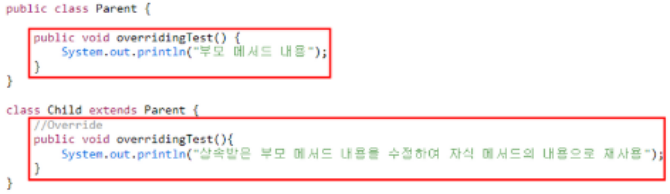 public class Parent {
public void overridingTest() {
System.out.println("부모 메서드 내용");
}
}
class Child extends Parent {
//Override
public void overridingTest(){
System.out.println("상속받은 부모 메서드 내용을 수정하여 자식 메서드의 내용으로 재사용");
}
}